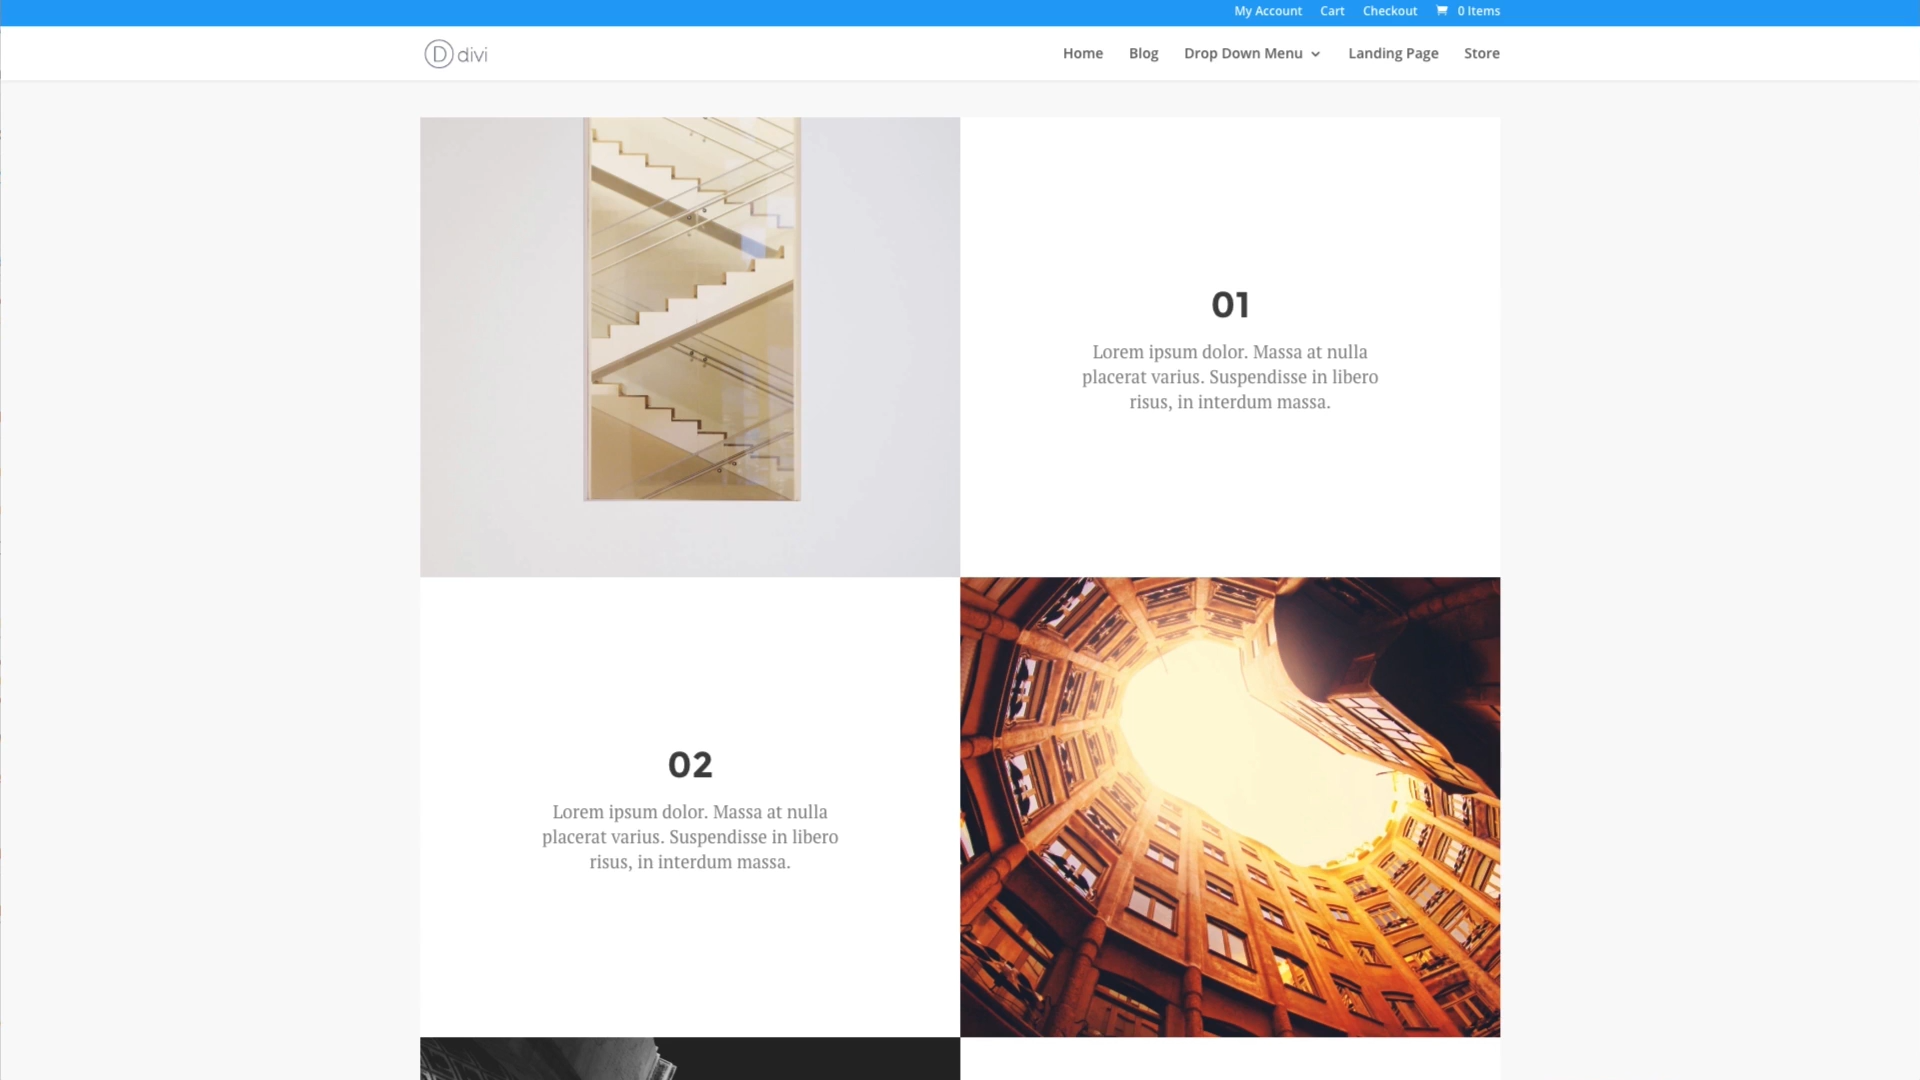 My Account Cart Checkout 0 Items
D divi
Home Blog Drop Down Menu Landing Page Store
01
Lorem ipsum dolor. Massa at nulla
placerat varius. Suspendisse in libero
risus, in interdum massa.
02
Lorem ipsum dolor. Massa at nulla
placerat varius. Suspendisse in libero
risus, in interdum massa.